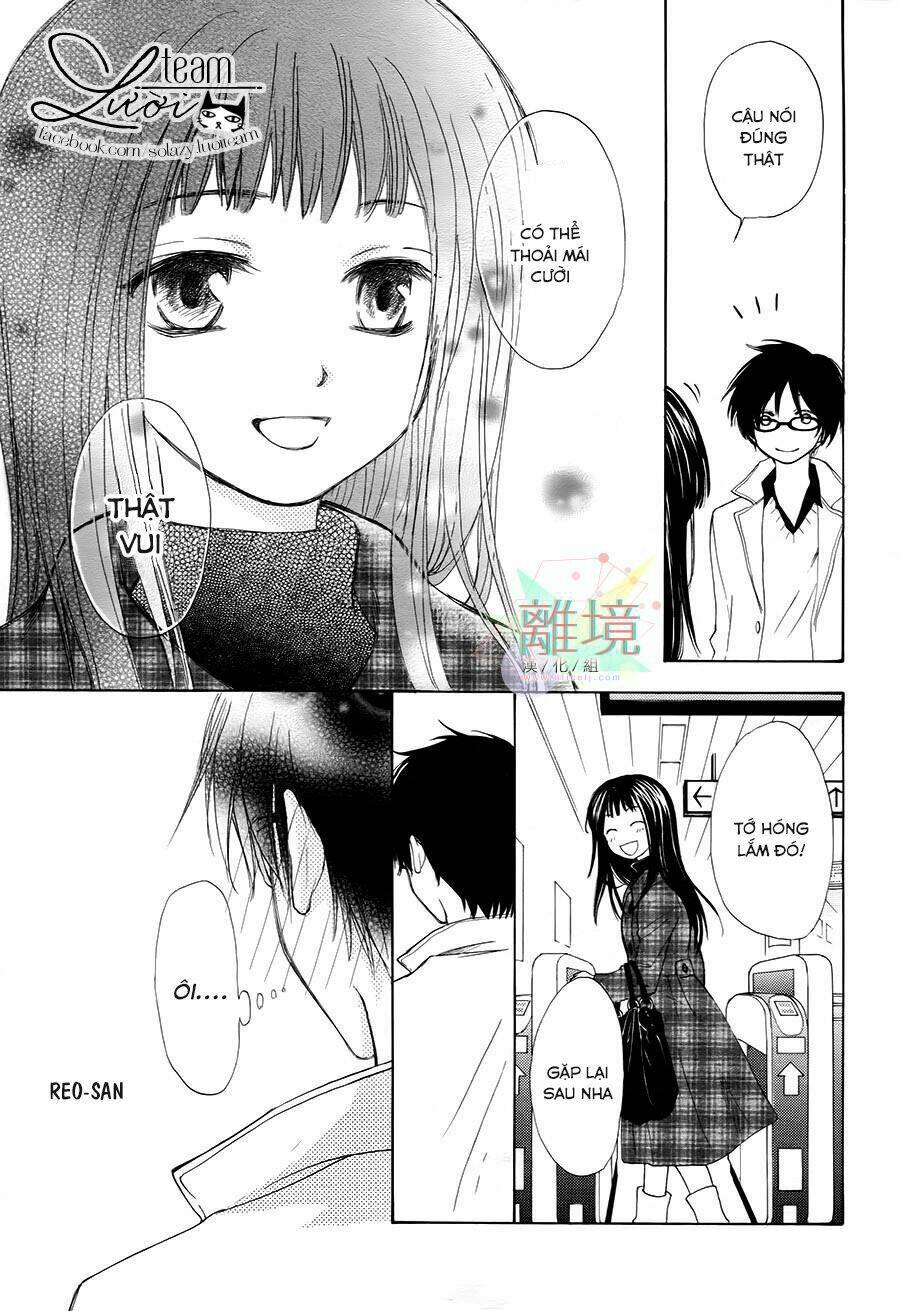 team
Lười
facebook.com/solazy.luoiteam
CẬU NÓI
ĐÚNG
THẬT
CÓ THỂ
THOẢI MÁI
CƯỜI
THẬT
VUI
離境
漢/化/組
TỚ HÓNG
LẮM ĐÓ!
GẶP LẠI
SAU NHA
ÔI....
REO-SAN